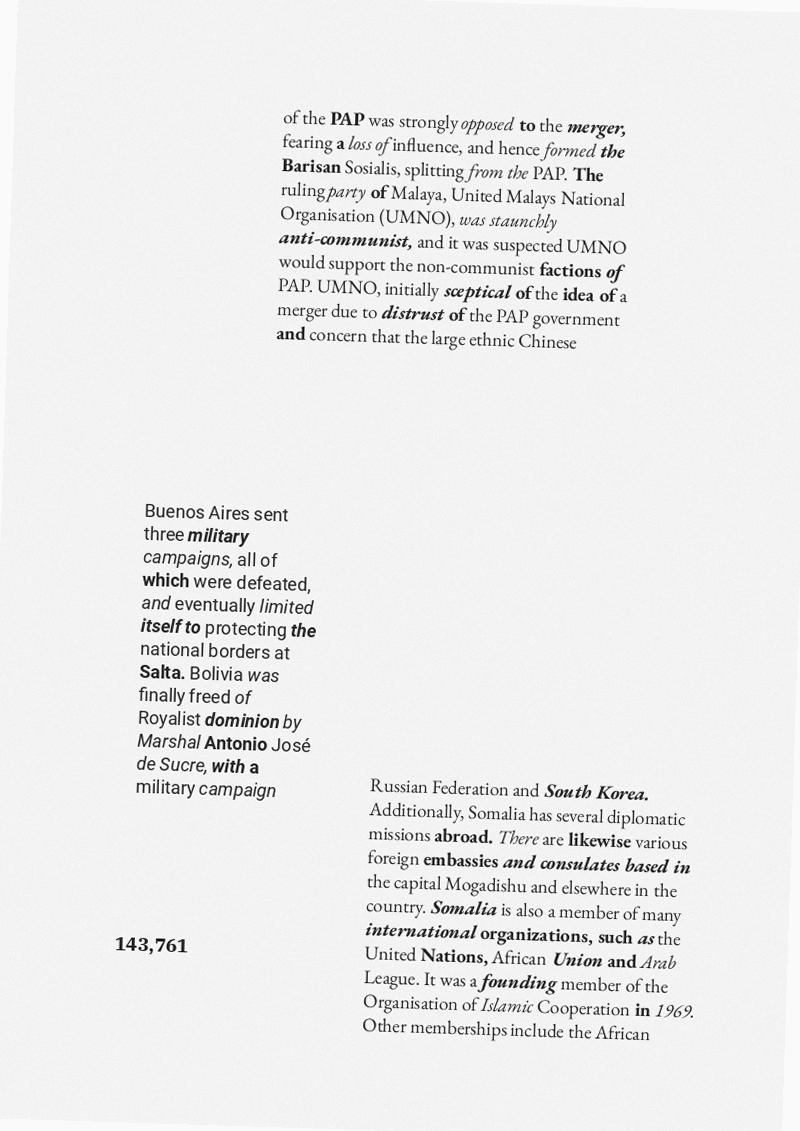 of the PAP was strongly opposed to the merger,
fearing a loss of influence, and hence formed the
Barisan Sosialis, splitting from the PAP. The
ruling party of Malaya, United Malays National
Organisation (UMNO), was staunchly
anti-communist, and it was suspected UMNO
would support the non-communist factions of
PAP. UMNO, initially sceptical of the idea of a
merger due to distrust of the PAP government
and concern that the large ethnic Chinese
Buenos Aires sent
three military
campaigns, all of
which were defeated,
and eventually limited
itself to protecting the
national borders at
Salta. Bolivia was
finally freed of
Royalist dominion by
Marshal Antonio José
de Sucre, with a
military campaign
Russian Federation and South Korea.
Additionally, Somalia has several diplomatic
missions abroad. There are likewise various
foreign embassies and consulates based in
the capital Mogadishu and elsewhere in the
country. Somalia is also a member of many
international organizations, such as the
United Nations, African Union and Arab
League. It was a founding member of the
Organisation of Islamic Cooperation in 1969.
Other memberships include the African
143,761